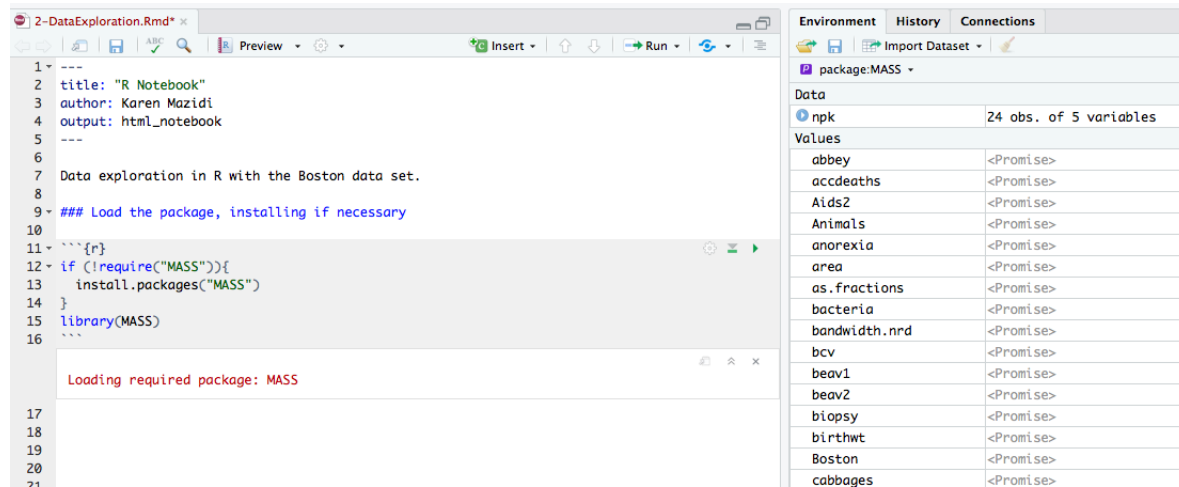 2-DataExploration.Rmd*
ABC Preview Insert Run
1 ---
2 title: "R Notebook"
3 author: Karen Mazidi
4 output: html_notebook
5 ---
6
7 Data exploration in R with the Boston data set.
8
9 ### Load the package, installing if necessary
10
11 ```{r}
12 if (!require("MASS")){
13   install.packages("MASS")
14 }
15 library(MASS)
16 ```
Loading required package: MASS
17
18
19
20
21
Environment History Connections
Import Dataset
package:MASS
Data
npk 24 obs. of 5 variables
Values
abbey <Promise>
accdeaths <Promise>
Aids2 <Promise>
Animals <Promise>
anorexia <Promise>
area <Promise>
as.fractions <Promise>
bacteria <Promise>
bandwidth.nrd <Promise>
bcv <Promise>
beav1 <Promise>
beav2 <Promise>
biopsy <Promise>
birthwt <Promise>
Boston <Promise>
cabbages <Promise>